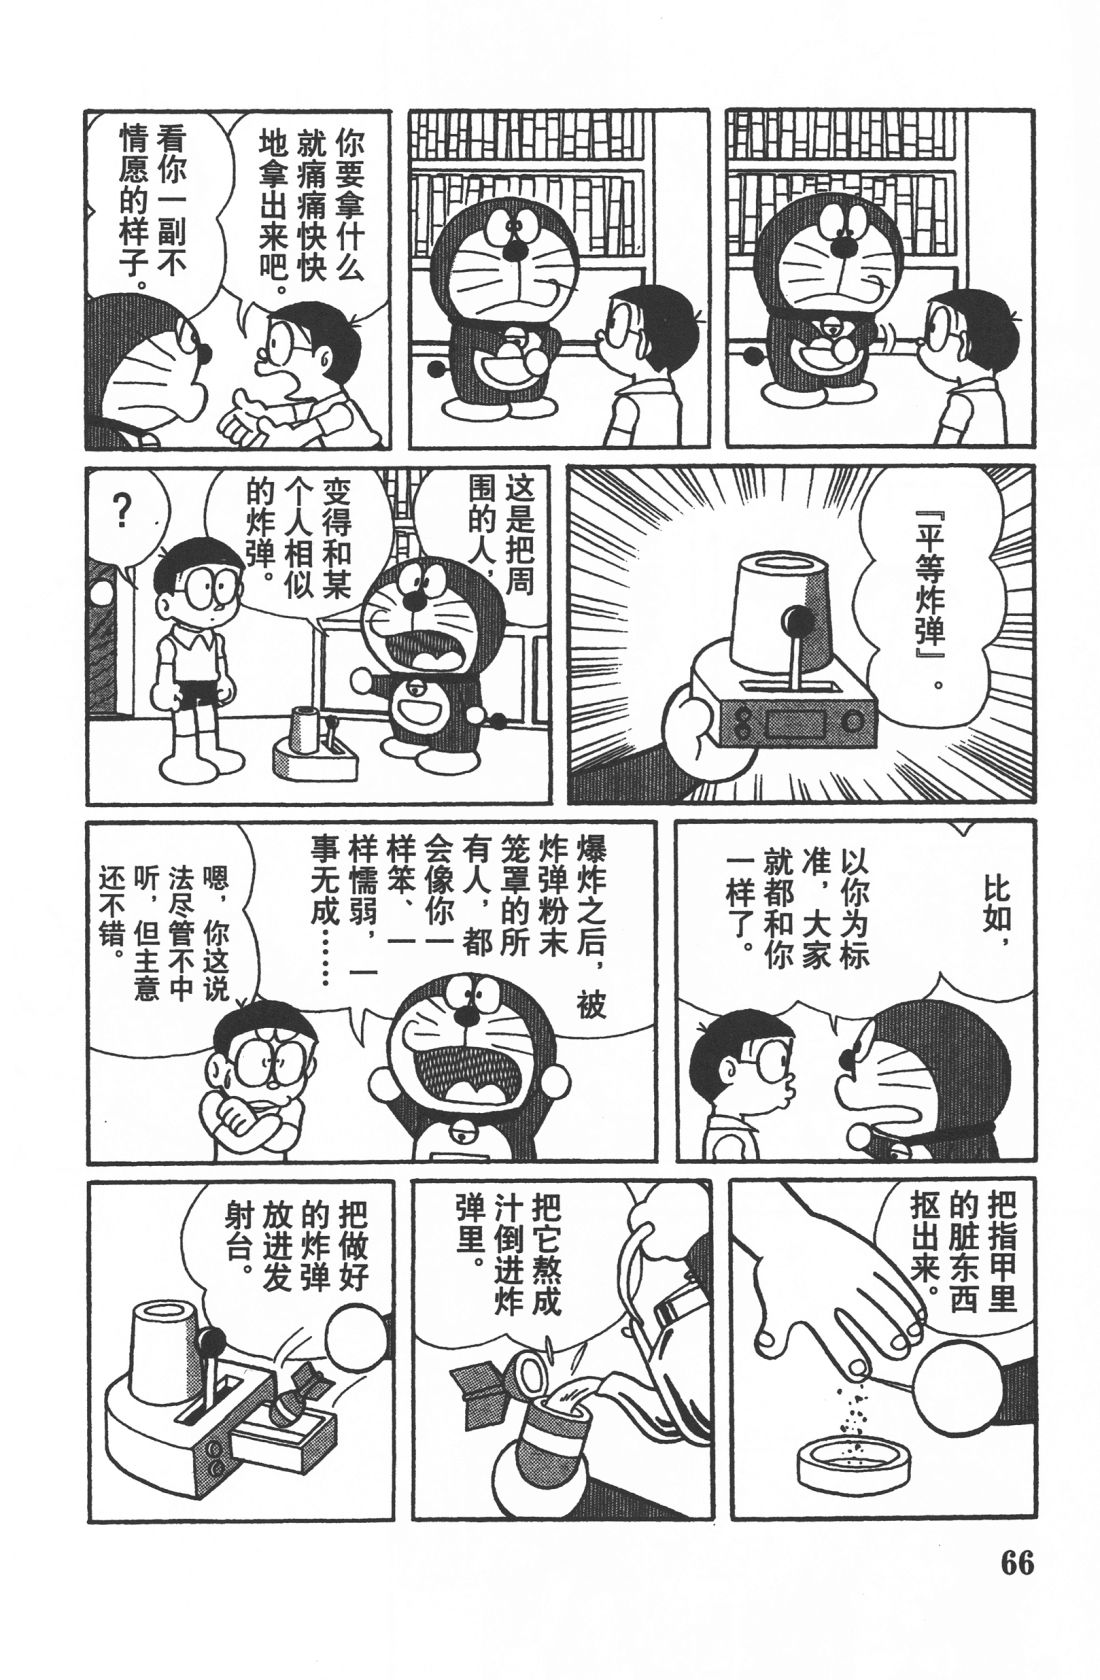 你要拿什么
就痛痛快快
地拿出来吧。
看你一副不
情愿的样子。
『平等炸弹』。
这是把周
围的人，
变得和某
个人相似
的炸弹。
？
比如，
以你为标
准，大家
就都和你
一样了。
爆炸之后，被
炸弹粉末
笼罩的所
有人，都
会像你一
样笨、一
样懦弱，一
事无成……
嗯，你这说
法尽管不中
听，但主意
还不错。
把指甲里
的脏东西
抠出来。
把它熬成
汁倒进炸
弹里。
把做好
的炸弹
放进发
射台。
66